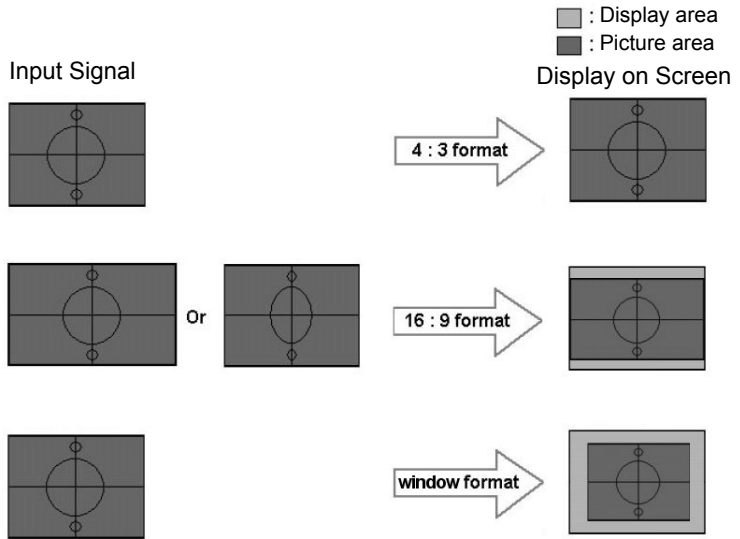 : Display area
: Picture area
Input Signal
Display on Screen
4 : 3 format
Or
16 : 9 format
window format